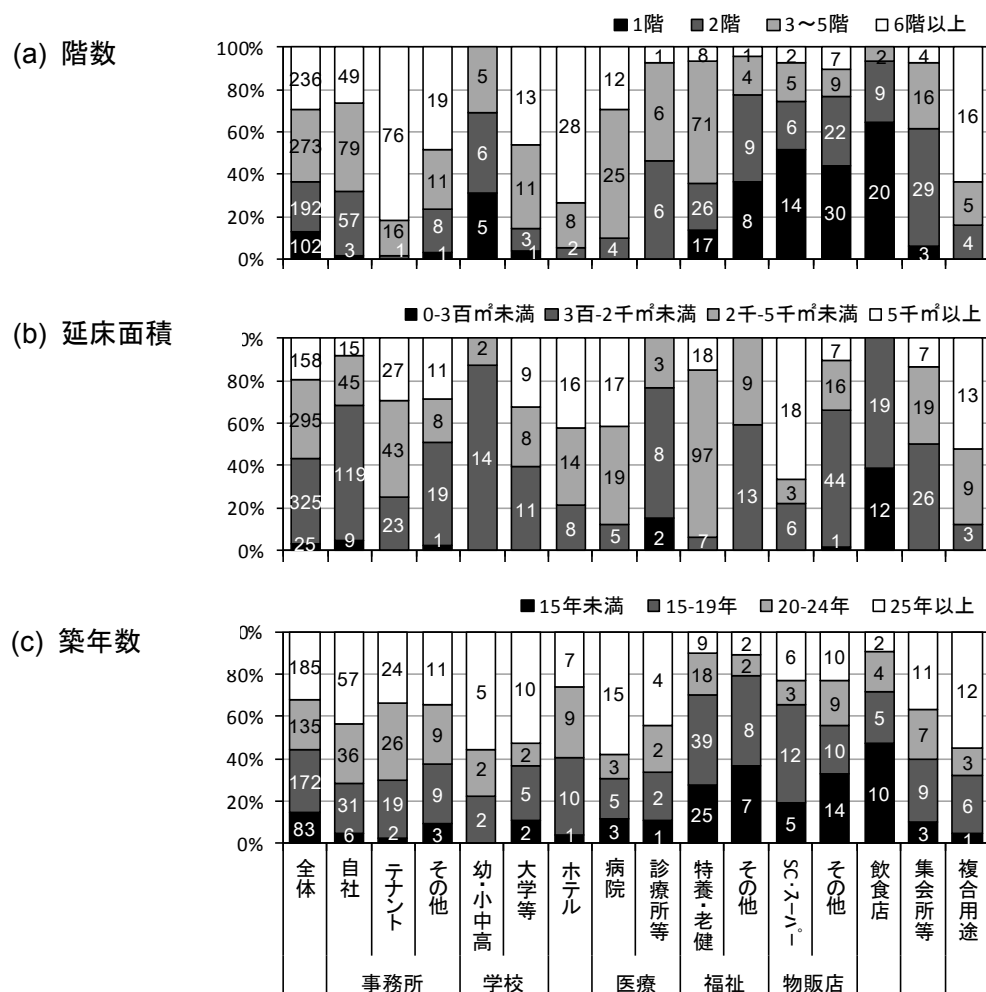 ■1階 ■2階 ■3～5階 □6階以上
(a) 階数
100%
80%
60%
40%
20%
0%
236 49 76 19 5 13 28 12 1 8 1 2 7 2 4 16
273 79 16 11 6 11 8 25 6 71 4 5 9 9 16 5
192 57 1 8 5 3 2 4 6 26 9 6 22 20 29 4
102 3 1 1 17 8 14 30 3
■0-3百㎡未満 ■3百-2千㎡未満 ■2千-5千㎡未満 □5千㎡以上
(b) 延床面積
0%
80%
60%
40%
20%
0%
158 15 27 11 2 9 16 17 3 18 9 18 7 19 7 13
295 45 43 8 14 8 14 19 8 97 13 3 16 12 19 9
325 119 23 19 11 8 5 2 7 6 44 26 3
25 9 1 1
■15年未満 ■15-19年 ■20-24年 □25年以上
(c) 築年数
0%
80%
60%
40%
20%
0%
185 57 24 11 5 10 7 15 4 9 2 6 10 2 11 12
135 36 26 9 2 2 9 3 2 18 2 3 9 4 7 3
172 31 19 9 2 5 10 5 2 39 8 12 10 5 9 6
83 6 2 3 2 1 3 1 25 7 5 14 10 3 1
全体
自社
テナント
その他
幼・小中高
大学等
ホテル
病院
診療所等
特養・老健
その他
SC・スーパー
その他
飲食店
集会所等
複合用途
事務所 学校 医療 福祉 物販店